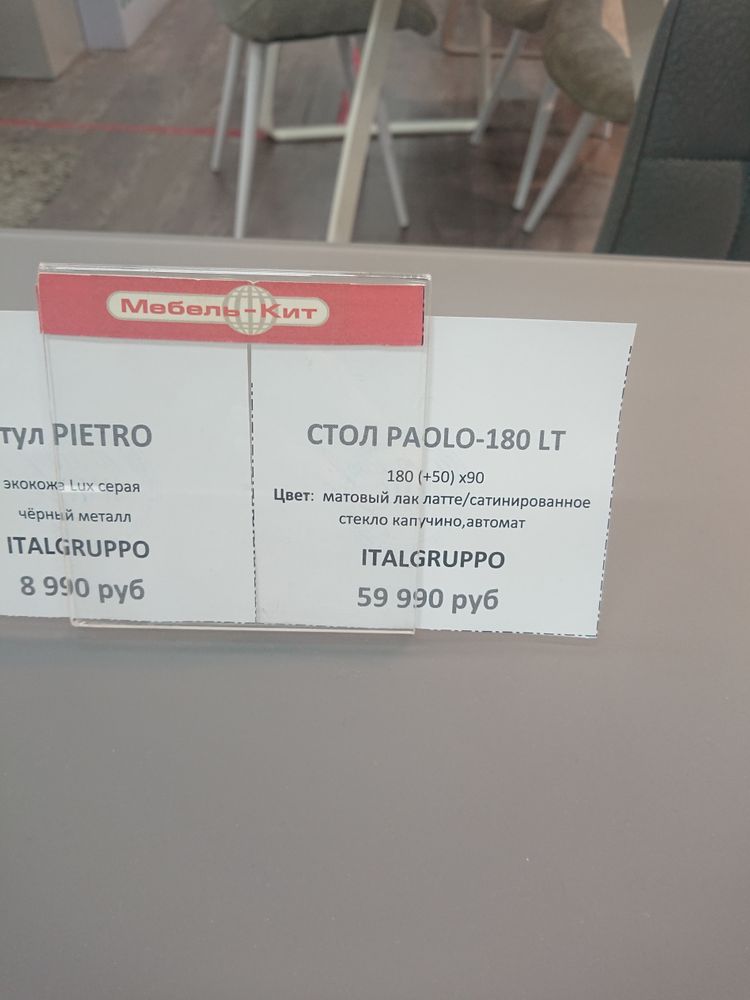 Мебель-Кит
тул PIETRO
экокожа Lux серая
чёрный металл
ITALGRUPPO
8 990 руб
СТОЛ PAOLO-180 LT
180 (+50) х90
Цвет: матовый лак латте/сатинированное
стекло капучино,автомат
ITALGRUPPO
59 990 руб